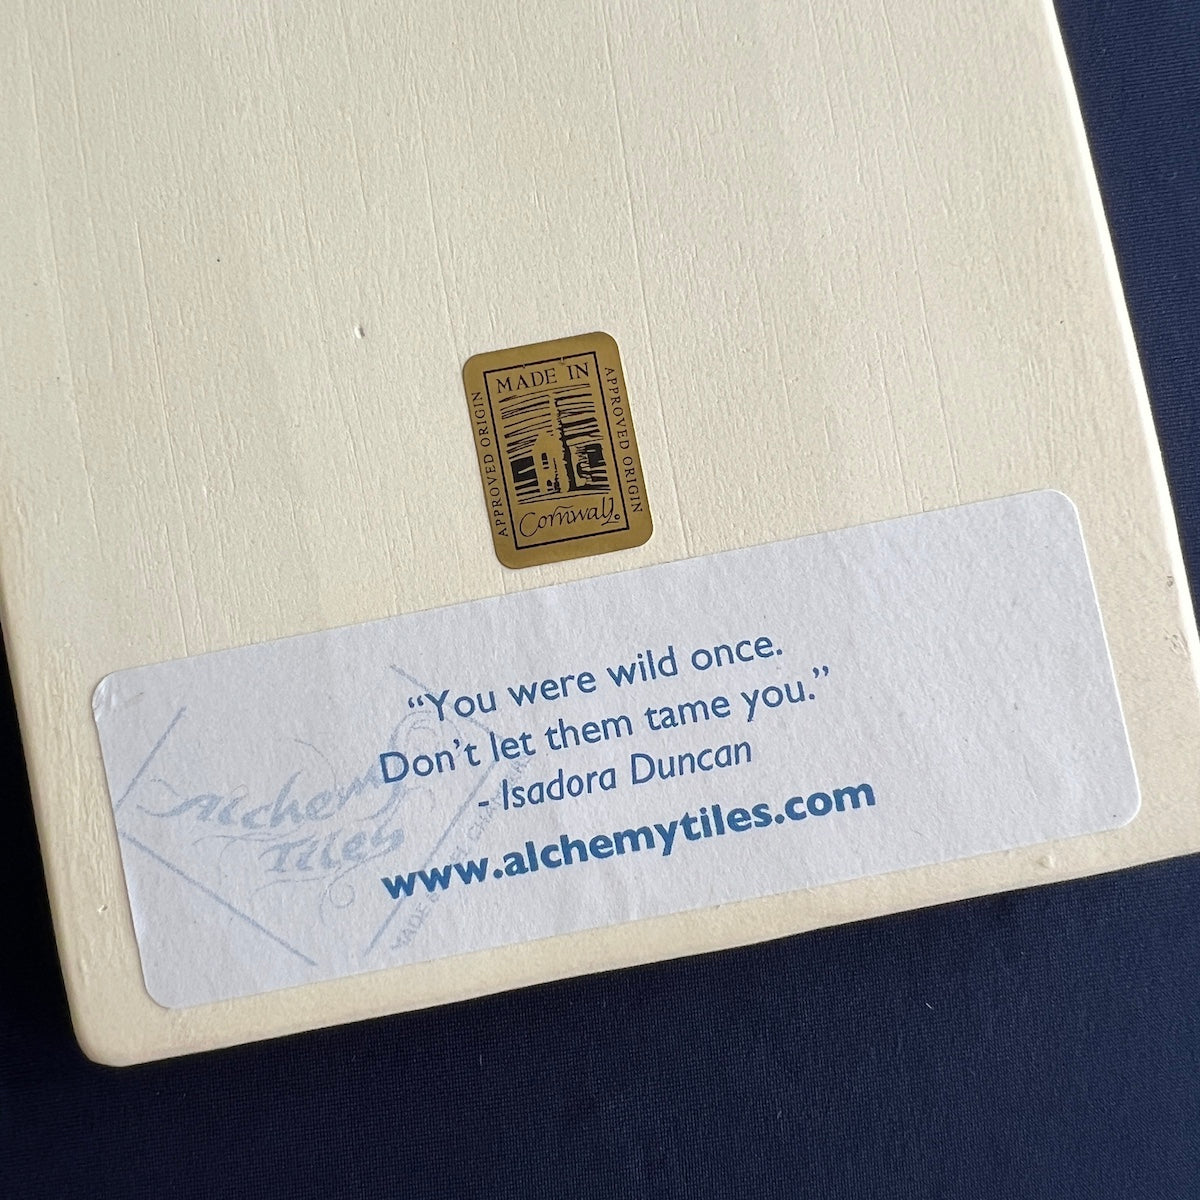 MADE IN
APPROVED ORIGIN
APPROVED ORIGIN
Cornwall
“You were wild once.
Don’t let them tame you.”
- Isadora Duncan
www.alchemytiles.com
Alchemy
Tiles
MADE